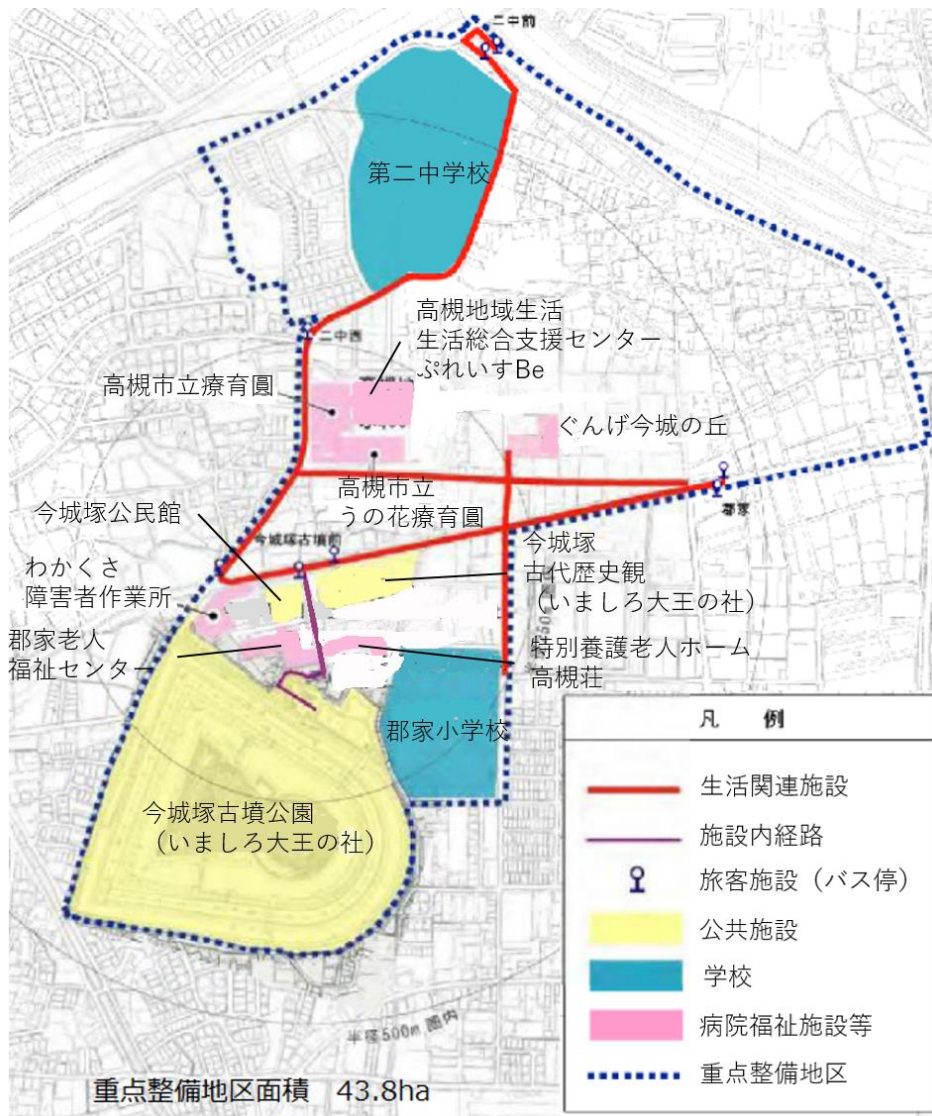 二中前
第二中学校
高槻地域生活
生活総合支援センター
ぷれいすBe
二中西
高槻市立療育圓
ぐんげ今城の丘
高槻市立
うの花療育圓
郡家
今城塚公民館
今城塚古墳前
今城塚
古代歴史観
(いましろ大王の社)
わかくさ
障害者作業所
郡家老人
福祉センター
特別養護老人ホーム
高槻荘
郡家小学校
今城塚古墳公園
(いましろ大王の社)
半径500m 圏内
重点整備地区面積 43.8ha
凡 例
生活関連施設
施設内経路
旅客施設(バス停)
公共施設
学校
病院福祉施設等
重点整備地区